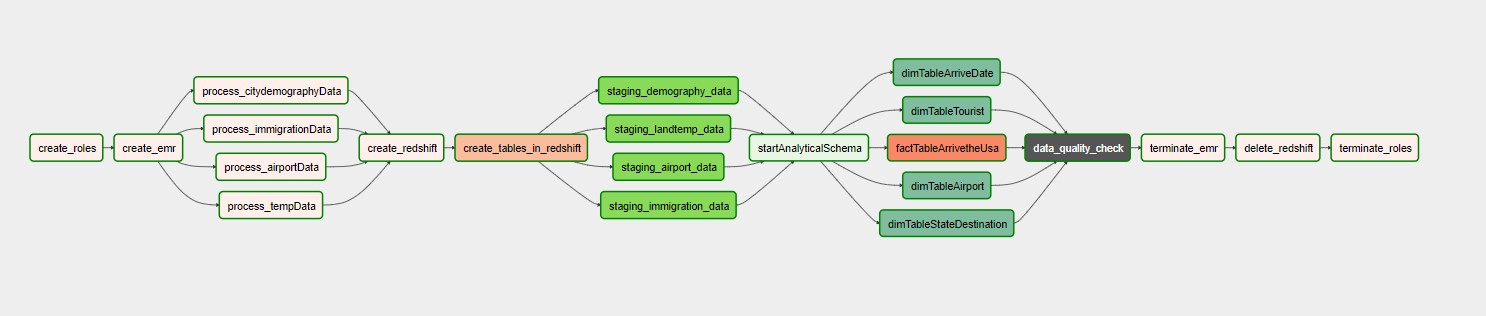 create_roles
create_emr
process_citydemographyData
process_immigrationData
process_airportData
process_tempData
create_redshift
create_tables_in_redshift
staging_demography_data
staging_landtemp_data
staging_airport_data
staging_immigration_data
startAnalyticalSchema
dimTableArriveDate
dimTableTourist
factTableArrivetheUsa
dimTableAirport
dimTableStateDestination
data_quality_check
terminate_emr
delete_redshift
terminate_roles